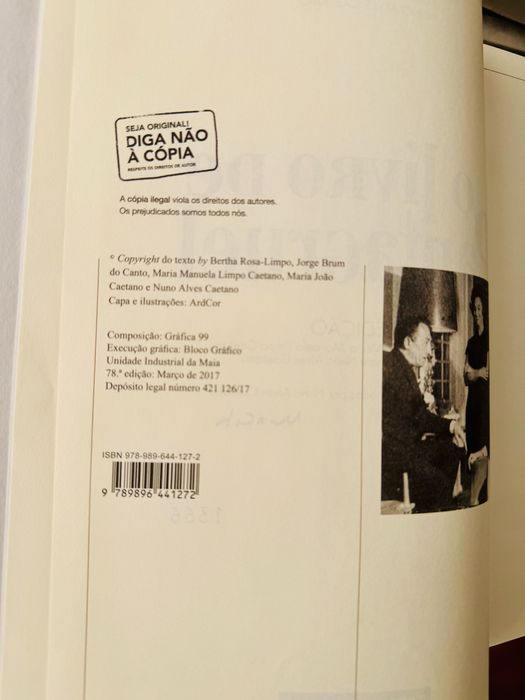 SEJA ORIGINAL!
DIGA NÃO
À CÓPIA
RESPEITE OS DIREITOS DE AUTOR
A cópia ilegal viola os direitos dos autores.
Os prejudicados somos todos nós.
© Copyright do texto by Bertha Rosa-Limpo, Jorge Brum
do Canto, Maria Manuela Limpo Caetano, Maria João
Caetano e Nuno Alves Caetano
Capa e ilustrações: ArdCor
Composição: Gráfica 99
Execução gráfica: Bloco Gráfico
Unidade Industrial da Maia
78.ª edição: Março de 2017
Depósito legal número 421 126/17
ISBN 978-989-644-127-2
9 789896 441272